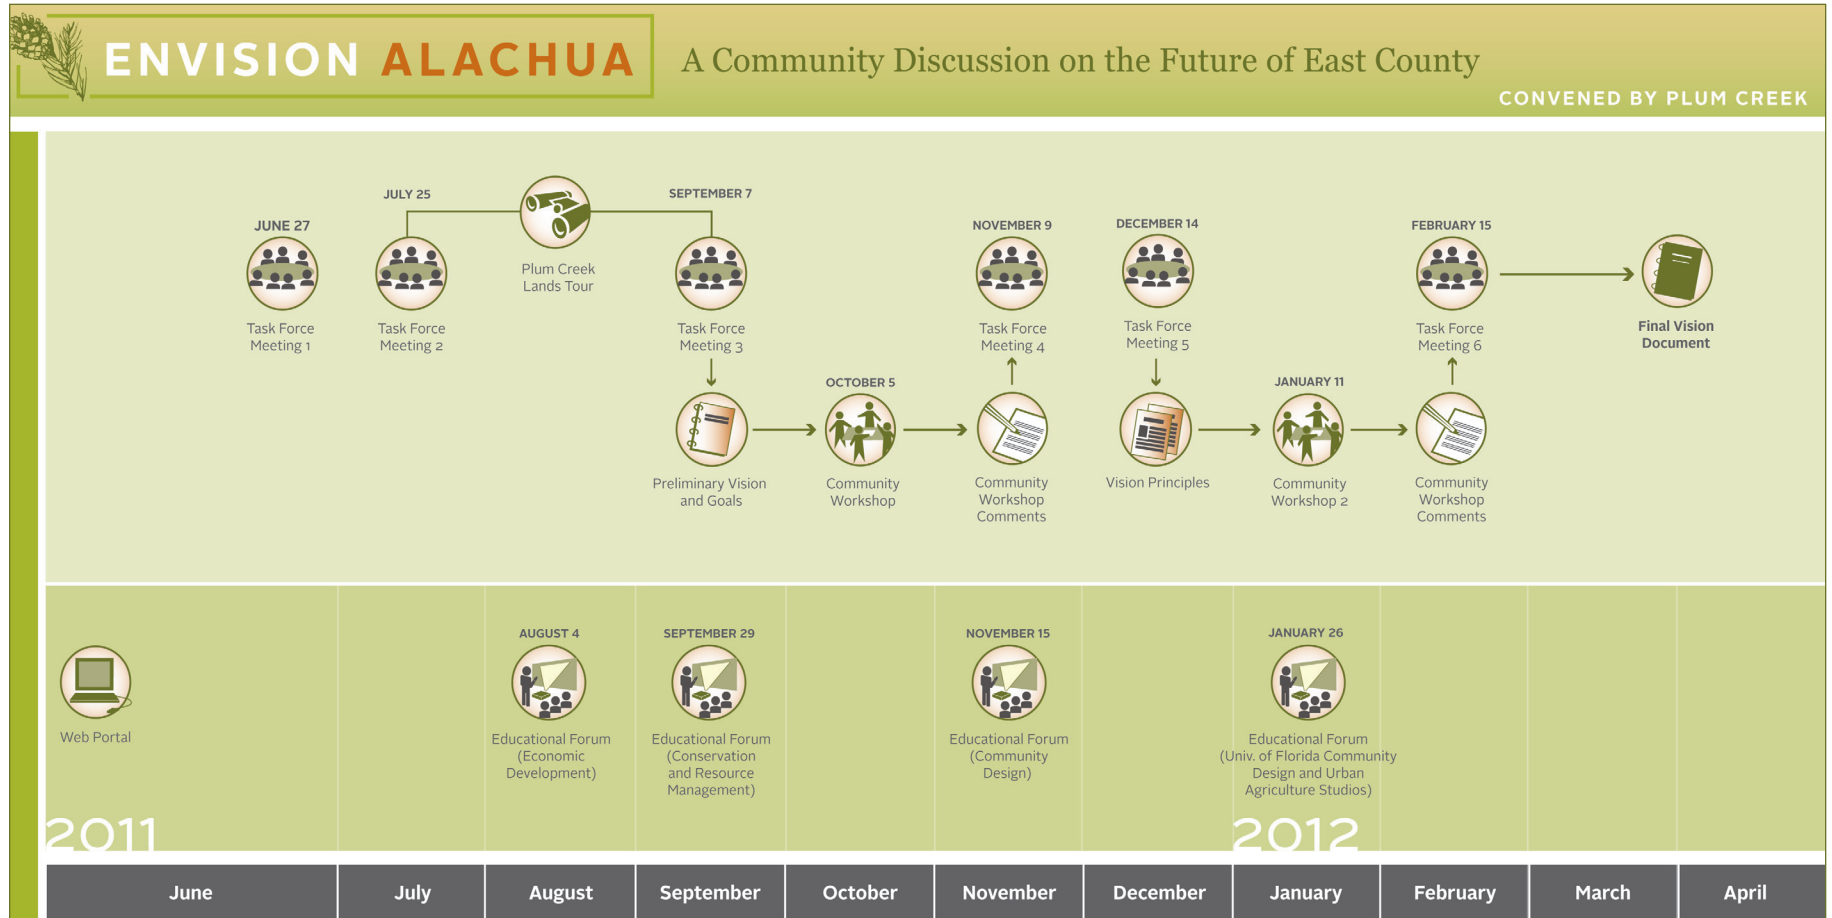 ENVISION ALACHUA
A Community Discussion on the Future of East County
CONVENED BY PLUM CREEK
JUNE 27
Task Force
Meeting 1
JULY 25
Task Force
Meeting 2
Plum Creek
Lands Tour
SEPTEMBER 7
Task Force
Meeting 3
Preliminary Vision
and Goals
OCTOBER 5
Community
Workshop
NOVEMBER 9
Task Force
Meeting 4
Community
Workshop
Comments
DECEMBER 14
Task Force
Meeting 5
Vision Principles
JANUARY 11
Community
Workshop 2
FEBRUARY 15
Task Force
Meeting 6
Community
Workshop
Comments
Final Vision
Document
Web Portal
AUGUST 4
Educational Forum
(Economic
Development)
SEPTEMBER 29
Educational Forum
(Conservation
and Resource
Management)
NOVEMBER 15
Educational Forum
(Community
Design)
JANUARY 26
Educational Forum
(Univ. of Florida Community
Design and Urban
Agriculture Studios)
2011
2012
June
July
August
September
October
November
December
January
February
March
April